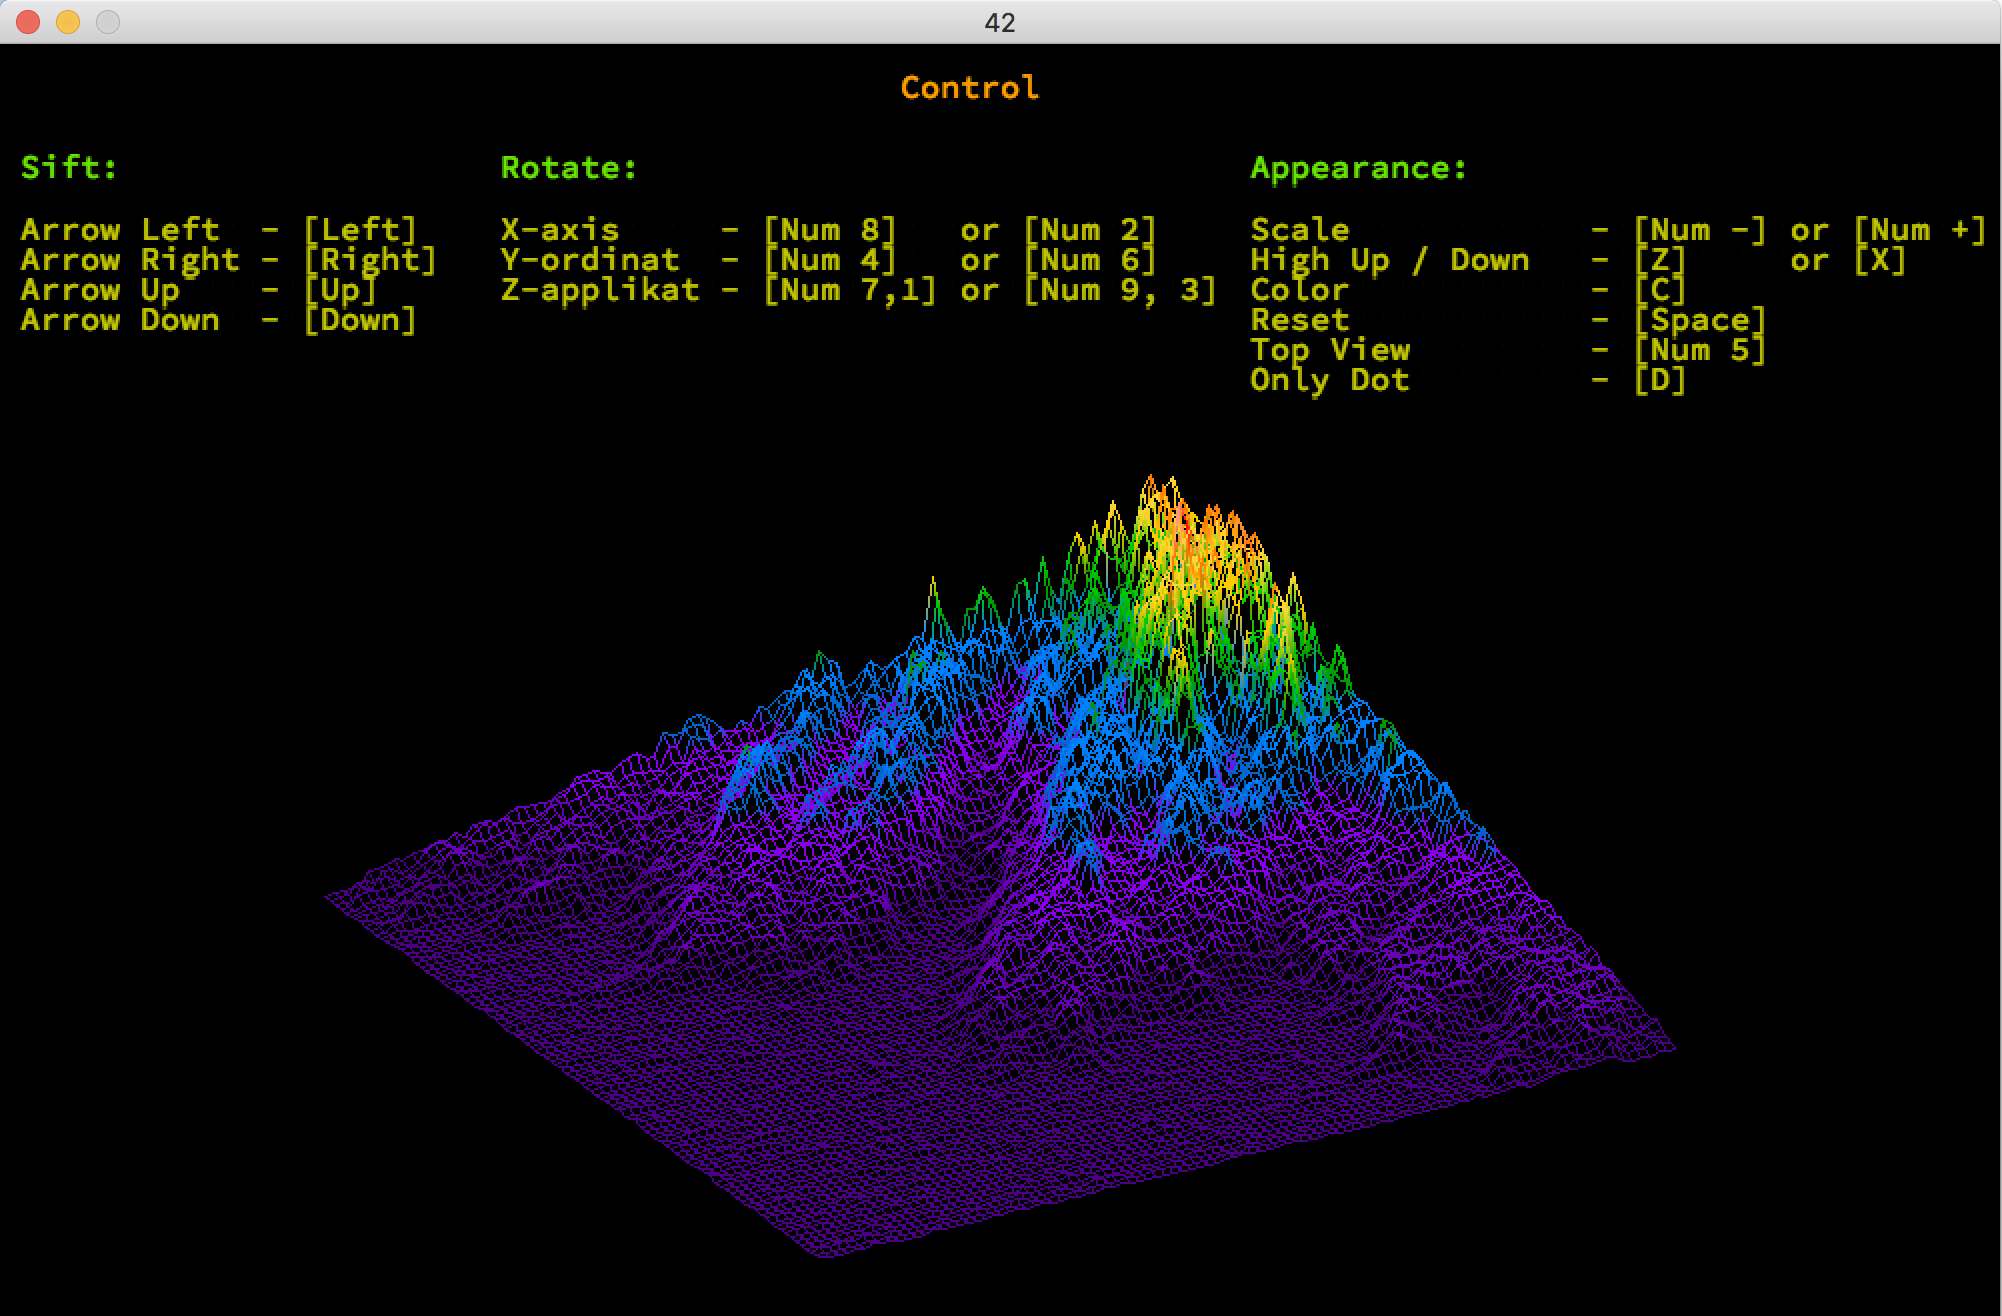 42
Control
Sift:
Arrow Left - [Left]
Arrow Right - [Right]
Arrow Up - [Up]
Arrow Down - [Down]
Rotate:
X-axis - [Num 8] or [Num 2]
Y-ordinat - [Num 4] or [Num 6]
Z-applikat - [Num 7,1] or [Num 9, 3]
Appearance:
Scale - [Num -] or [Num +]
High Up / Down - [Z] or [X]
Color - [C]
Reset - [Space]
Top View - [Num 5]
Only Dot - [D]